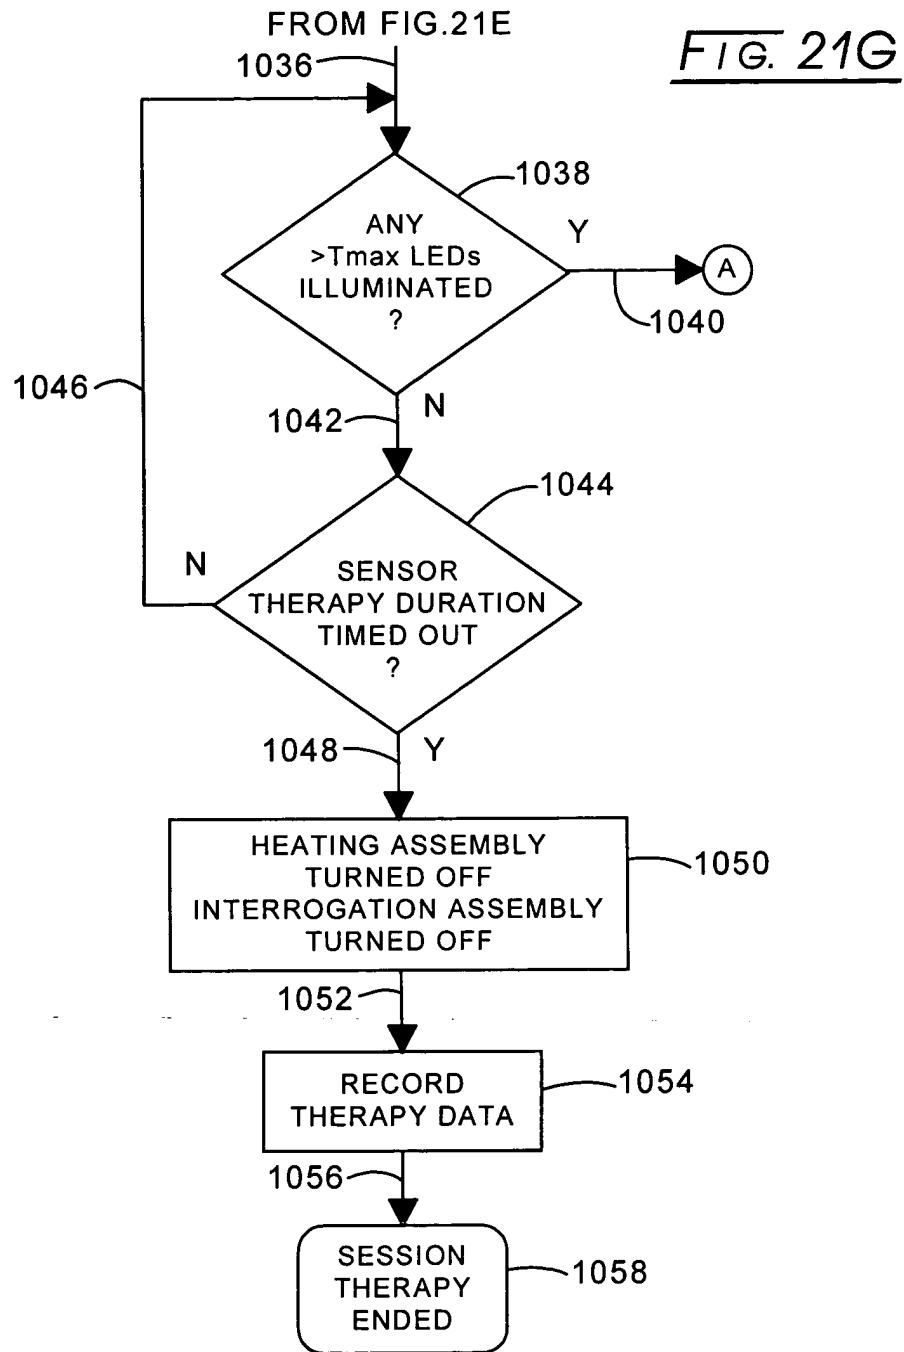 FROM FIG.21E
FIG. 21G
1036
1038
ANY
>Tmax LEDs
ILLUMINATED
?
Y
A
1040
1046
1042
N
1044
N
SENSOR
THERAPY DURATION
TIMED OUT
?
1048
Y
HEATING ASSEMBLY
TURNED OFF
INTERROGATION ASSEMBLY
TURNED OFF
1050
1052
RECORD
THERAPY DATA
1054
1056
SESSION
THERAPY
ENDED
1058